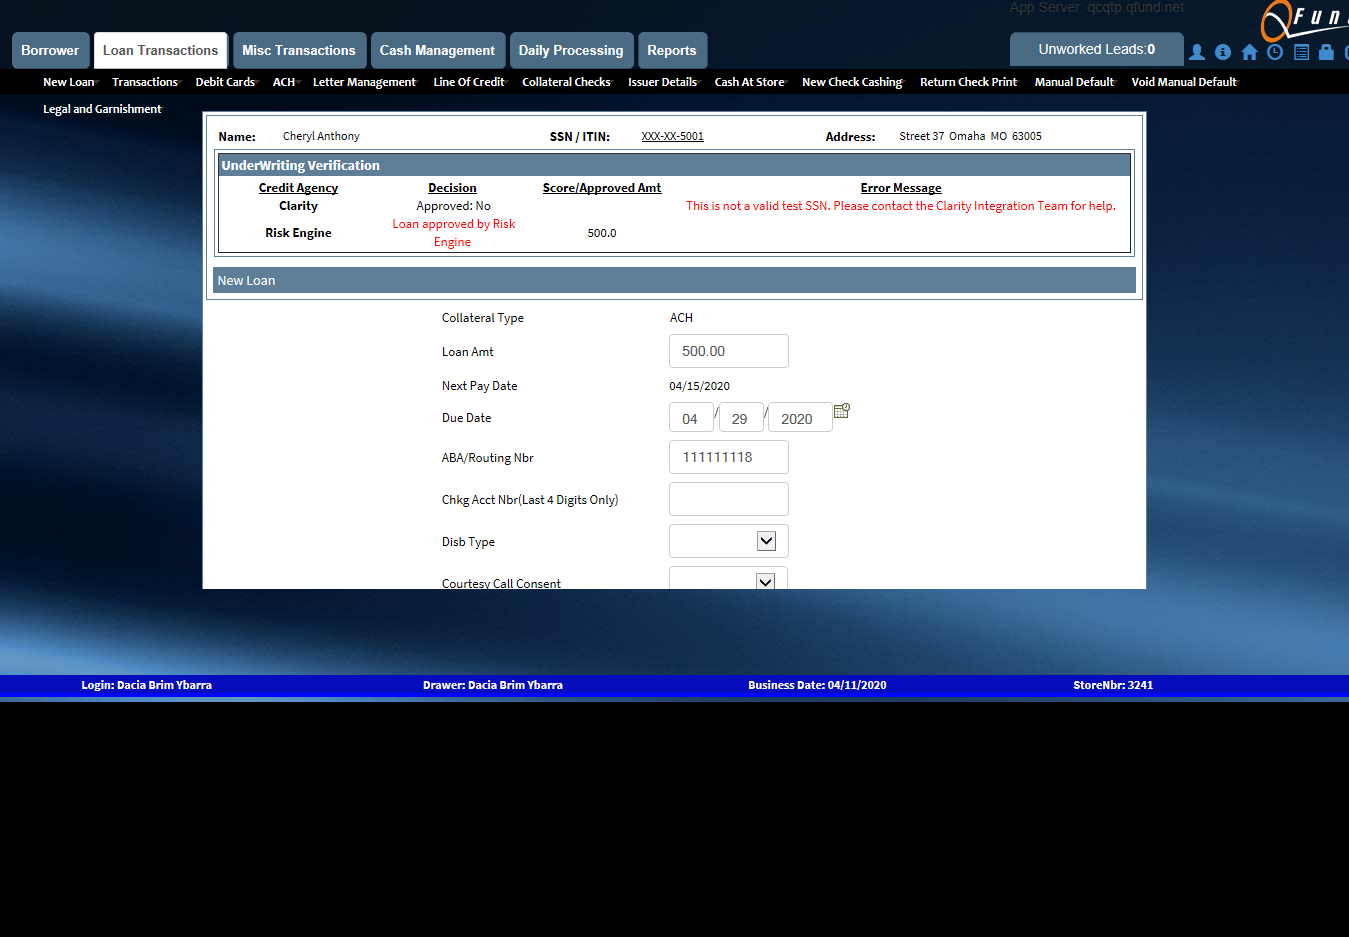 App Server: qcqtp.qfund.net
QFun
Borrower Loan Transactions Misc Transactions Cash Management Daily Processing Reports Unworked Leads:0
New Loan Transactions Debit Cards ACH Letter Management Line Of Credit Collateral Checks Issuer Details Cash At Store New Check Cashing Return Check Print Manual Default Void Manual Default
Legal and Garnishment
Name: Cheryl Anthony SSN / ITIN: XXX-XX-5001 Address: Street 37 Omaha MO 63005
UnderWriting Verification
Credit Agency Decision Score/Approved Amt Error Message
Clarity Approved: No This is not a valid test SSN. Please contact the Clarity Integration Team for help.
Risk Engine Loan approved by Risk Engine 500.0
New Loan
Collateral Type ACH
Loan Amt 500.00
Next Pay Date 04/15/2020
Due Date 04 / 29 / 2020
ABA/Routing Nbr 111111118
Chkg Acct Nbr(Last 4 Digits Only)
Disb Type
Courtesy Call Consent
Login: Dacia Brim Ybarra Drawer: Dacia Brim Ybarra Business Date: 04/11/2020 StoreNbr: 3241